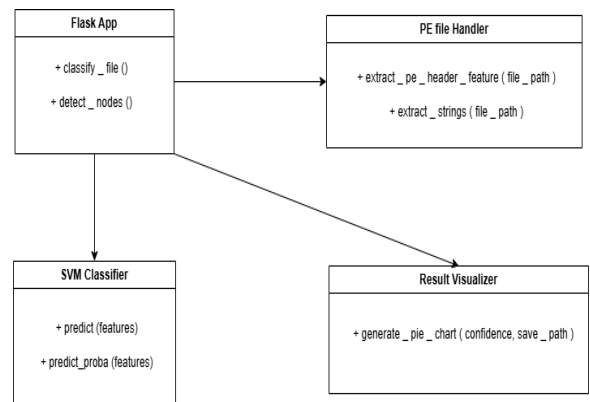 Flask App
+ classify _ file ()
+ detect _ nodes ()
PE file Handler
+ extract _ pe _ header _ feature ( file _ path )
+ extract _ strings ( file _ path )
SVM Classifier
+ predict (features)
+ predict_proba (features)
Result Visualizer
+ generate _ pie _ chart ( confidence, save _ path )